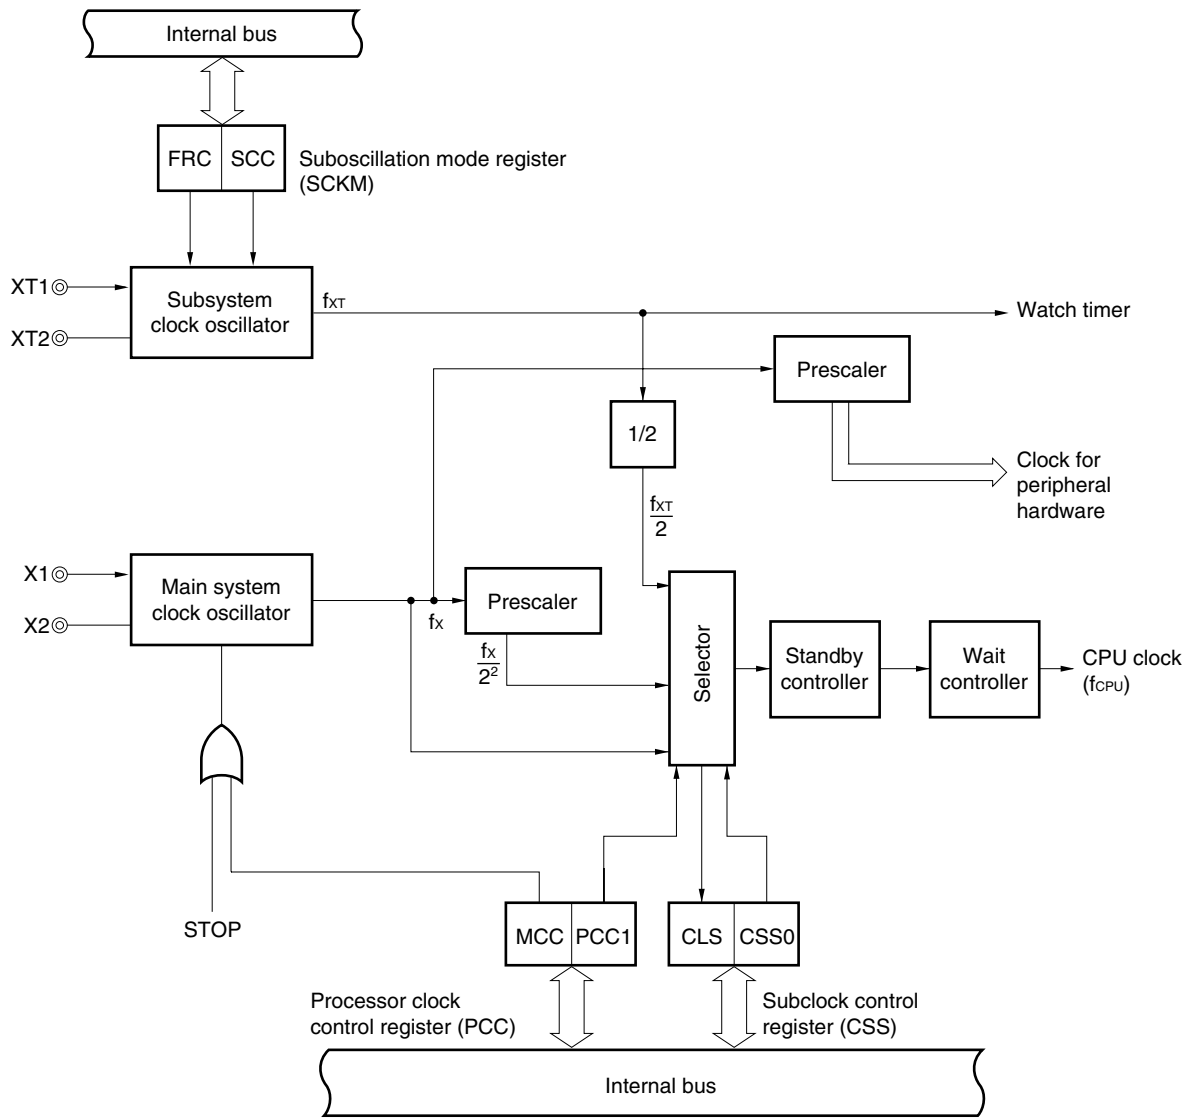 Internal bus
FRC SCC
Suboscillation mode register
(SCKM)
XT1
XT2
Subsystem
clock oscillator
fXT
Watch timer
Prescaler
1/2
Clock for
peripheral
hardware
fXT
2
X1
X2
Main system
clock oscillator
fX
Prescaler
fX
2²
Selector
Standby
controller
Wait
controller
CPU clock
(fCPU)
STOP
MCC PCC1
CLS CSS0
Processor clock
control register (PCC)
Subclock control
register (CSS)
Internal bus